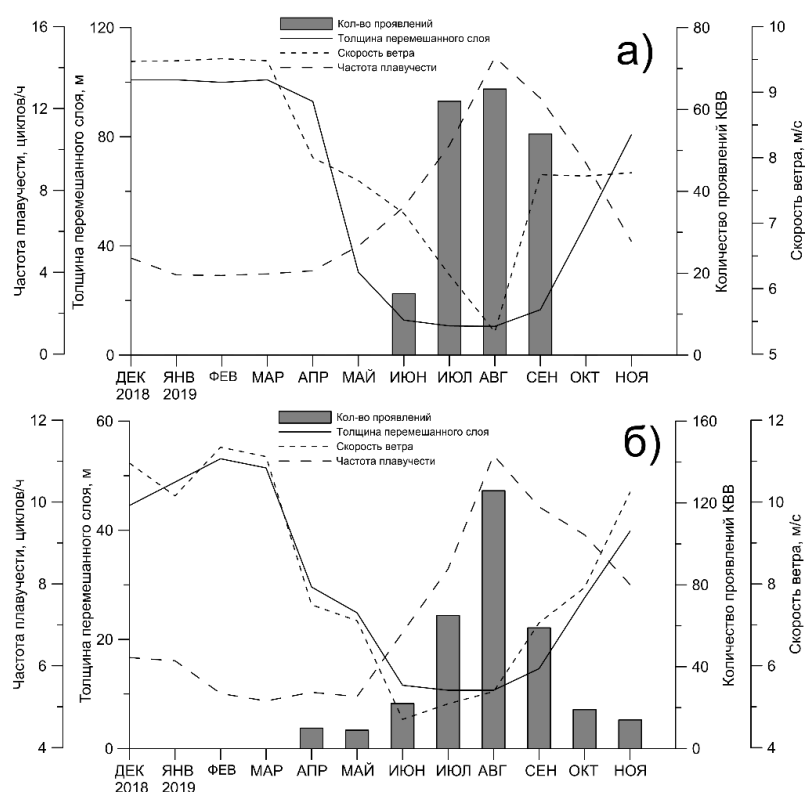 16
120
80
10
Кол-во проявлений
Толщина перемешанного слоя
Скорость ветра
Частота плавучести
а)
Частота плавучести, циклов/ч
Толщина перемешанного слоя, м
Количество проявлений КВВ
Скорость ветра, м/с
12
80
60
9
8
40
40
8
7
4
20
6
0
0
0
5
ДЕК ЯНВ ФЕВ МАР АПР МАЙ ИЮН ИЮЛ АВГ СЕН ОКТ НОЯ
2018 2019
12
60
160
12
Кол-во проявлений
Толщина перемешанного слоя
Скорость ветра
Частота плавучести
б)
Частота плавучести, циклов/ч
Толщина перемешанного слоя, м
Количество проявлений КВВ
Скорость ветра, м/с
10
40
120
10
8
80
8
6
20
40
6
4
0
0
4
ДЕК ЯНВ ФЕВ МАР АПР МАЙ ИЮН ИЮЛ АВГ СЕН ОКТ НОЯ
2018 2019